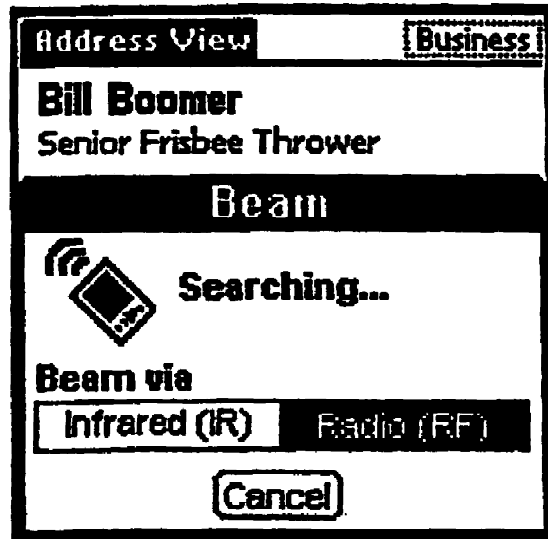 Address View Business
Bill Boomer
Senior Frisbee Thrower
Beam
Searching...
Beam via
Infrared (IR) Radio (RF)
Cancel